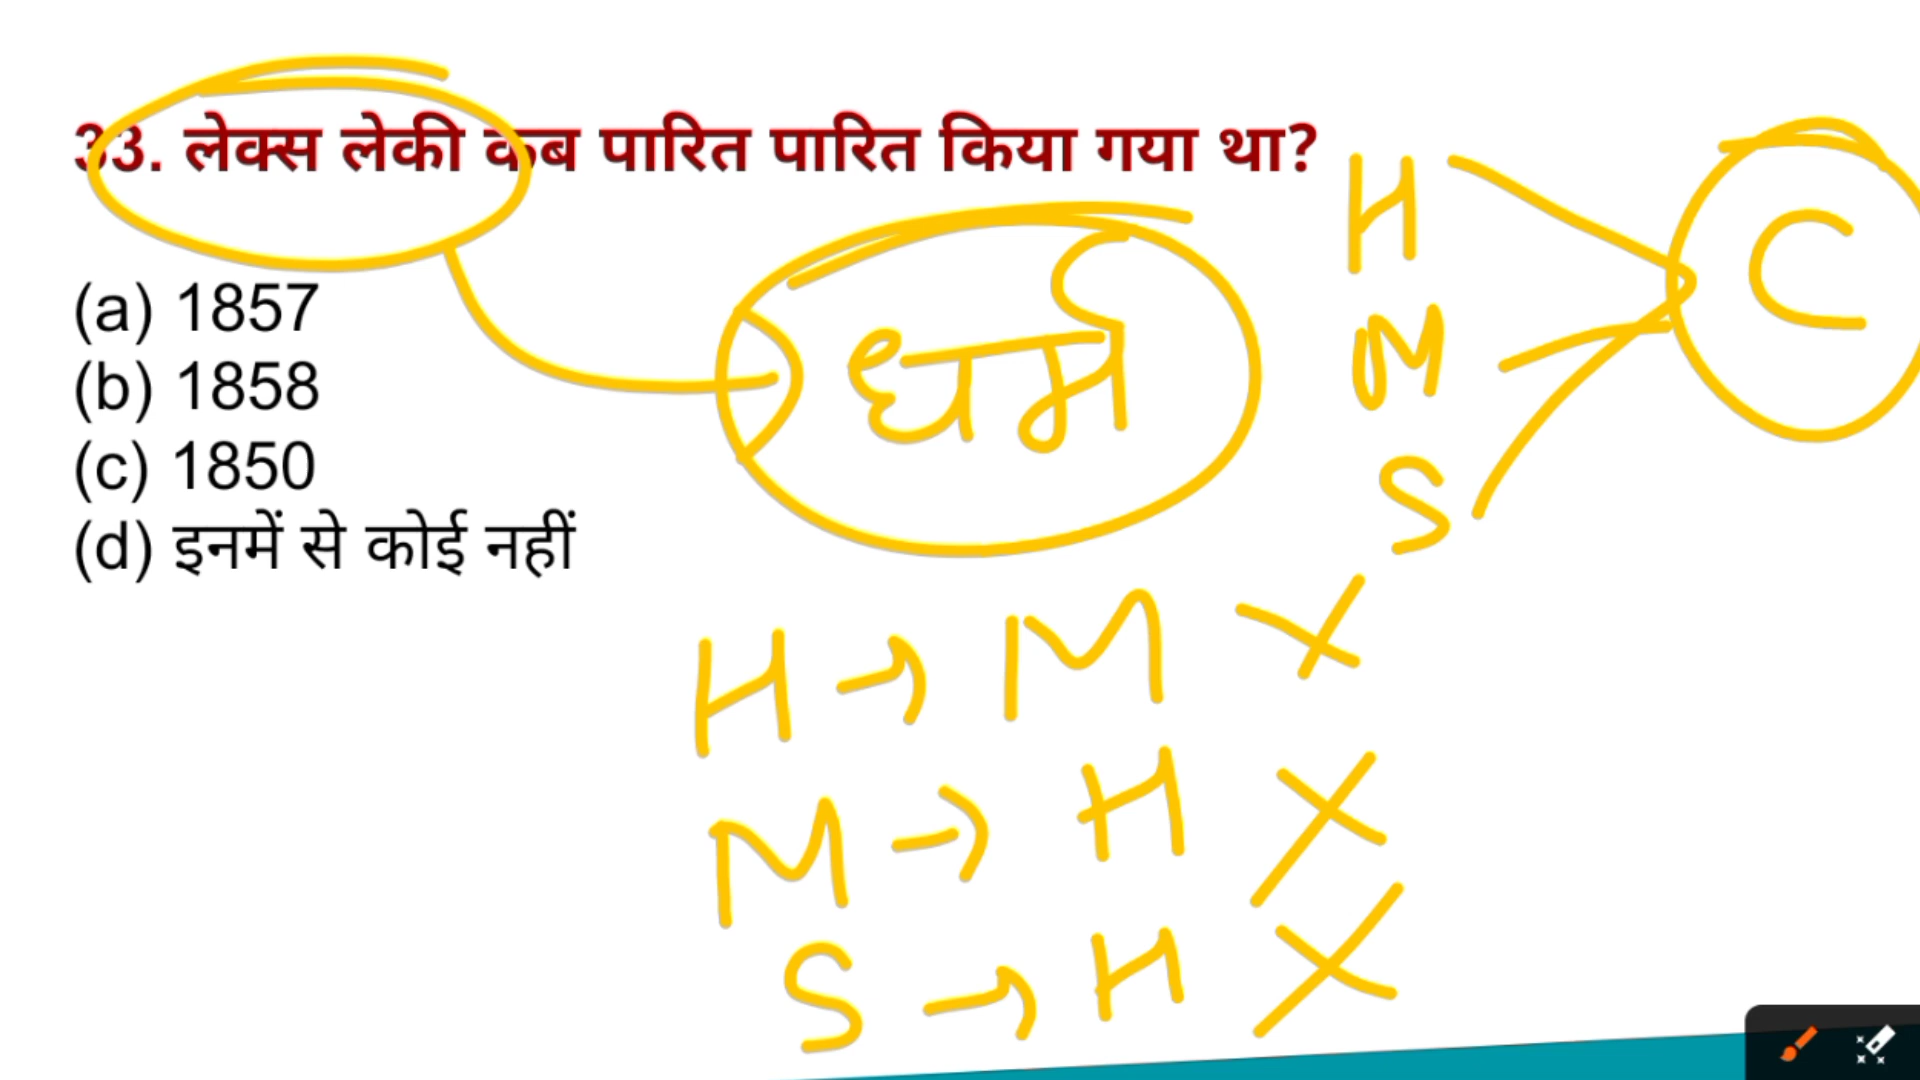 33. लेक्स लेकी कब पारित पारित किया गया था?
(a) 1857
(b) 1858
(c) 1850
(d) इनमें से कोई नहीं
धर्म
H
M
S
C
H → M X
M → H X
S → H X